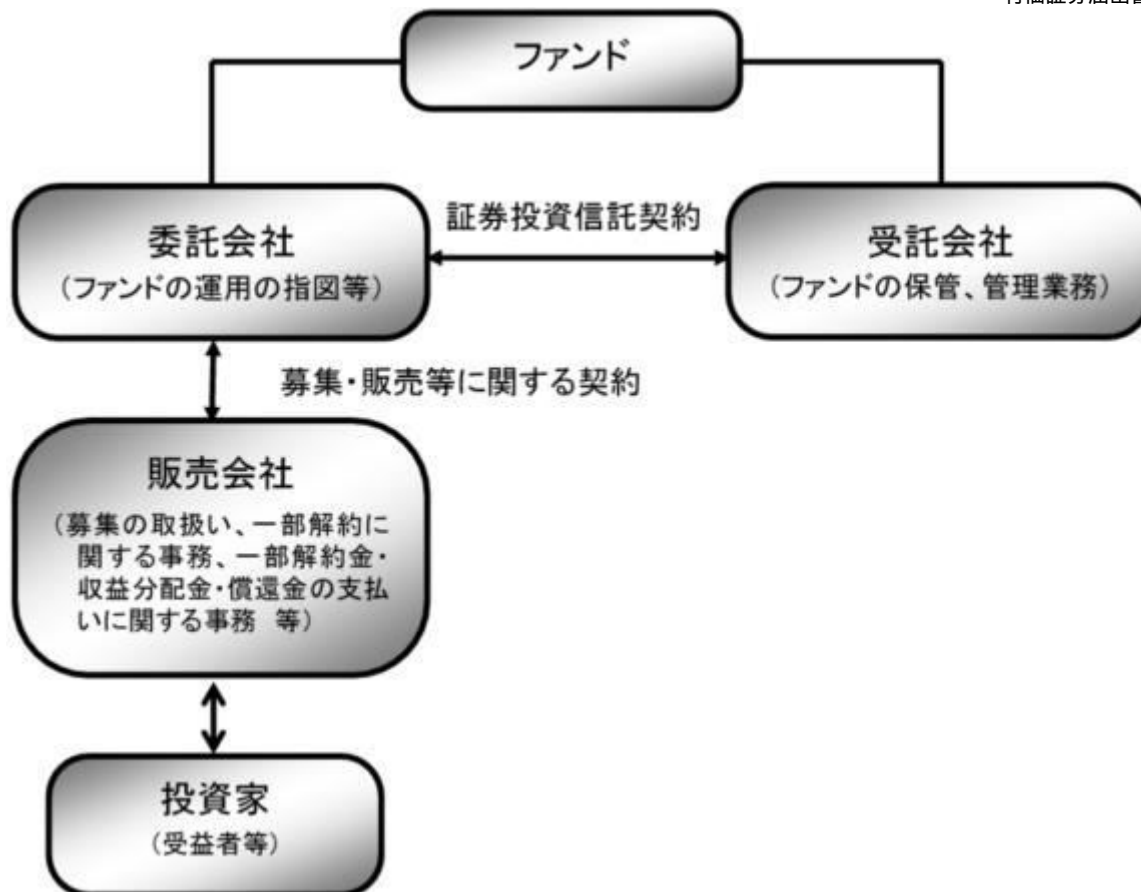 ファンド
委託会社
（ファンドの運用の指図等）
証券投資信託契約
受託会社
（ファンドの保管、管理業務）
募集・販売等に関する契約
販売会社
（募集の取扱い、一部解約に
関する事務、一部解約金・
収益分配金・償還金の支払
いに関する事務　等）
投資家
（受益者等）